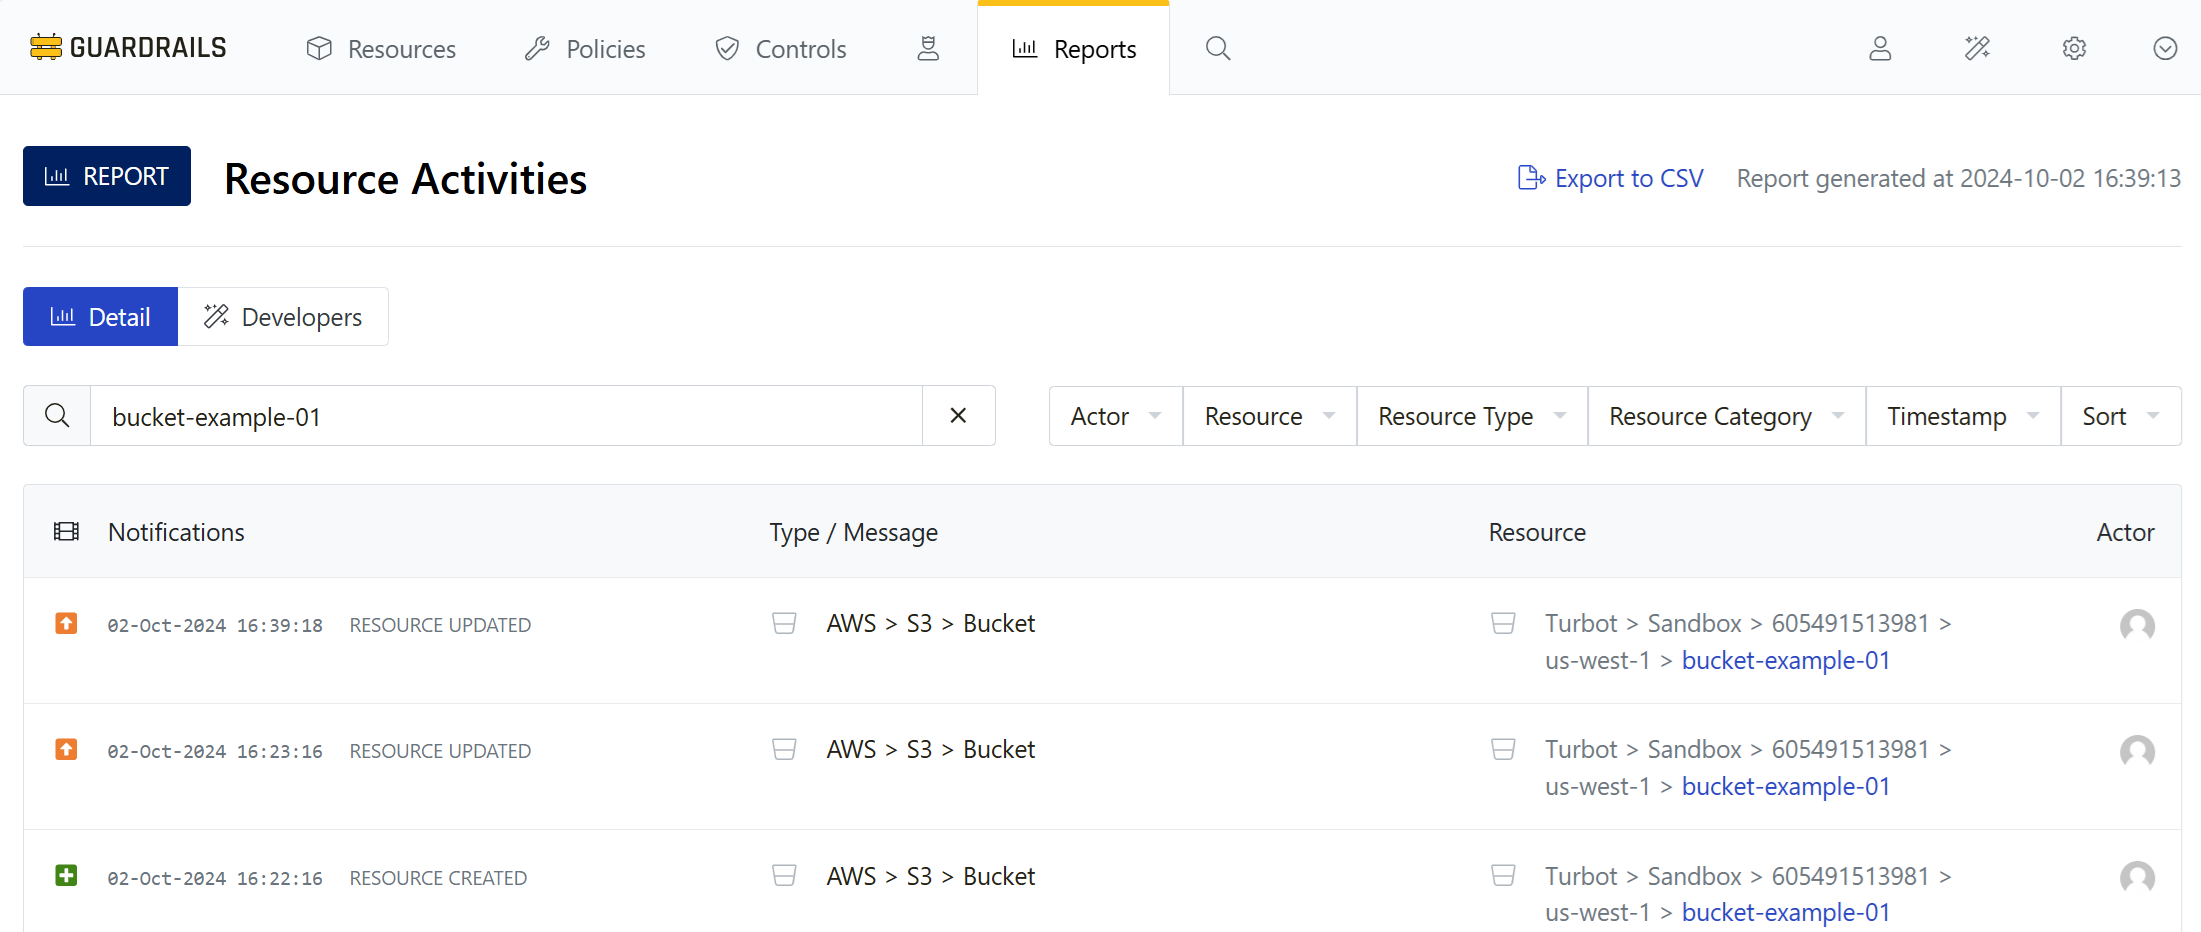 GUARDRAILS Resources Policies Controls Reports
REPORT Resource Activities Export to CSV Report generated at 2024-10-02 16:39:13
Detail Developers
bucket-example-01 Actor Resource Resource Type Resource Category Timestamp Sort
Notifications Type / Message Resource Actor
02-Oct-2024 16:39:18 RESOURCE UPDATED AWS > S3 > Bucket Turbot > Sandbox > 605491513981 >
us-west-1 > bucket-example-01
02-Oct-2024 16:23:16 RESOURCE UPDATED AWS > S3 > Bucket Turbot > Sandbox > 605491513981 >
us-west-1 > bucket-example-01
02-Oct-2024 16:22:16 RESOURCE CREATED AWS > S3 > Bucket Turbot > Sandbox > 605491513981 >
us-west-1 > bucket-example-01